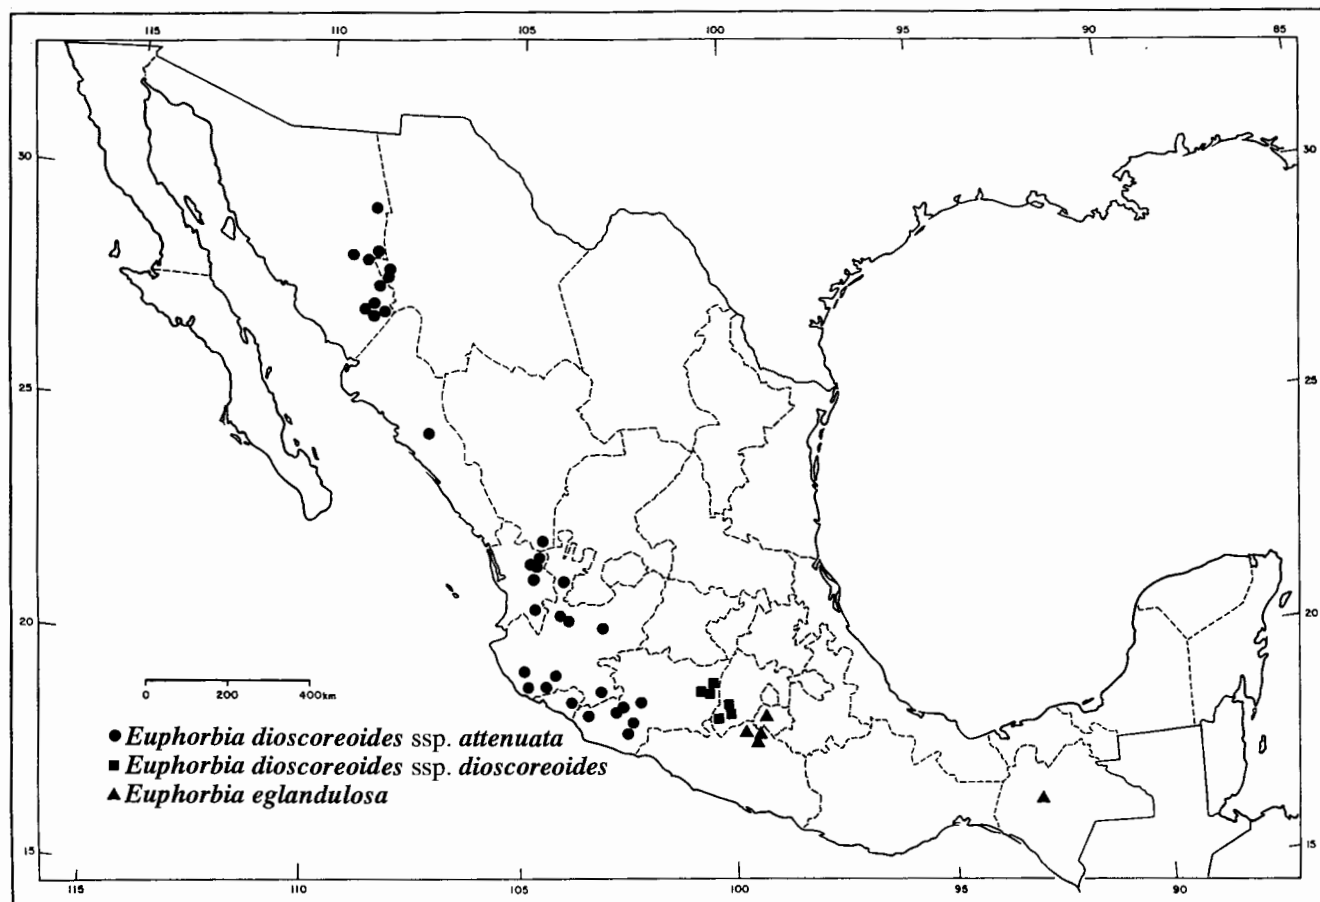 115 110 105 100 95 90 85
30 30
25 25
20 20
0 200 400km
Euphorbia dioscoreoides ssp. attenuata
Euphorbia dioscoreoides ssp. dioscoreoides
Euphorbia eglandulosa
15 15
115 110 105 100 95 90